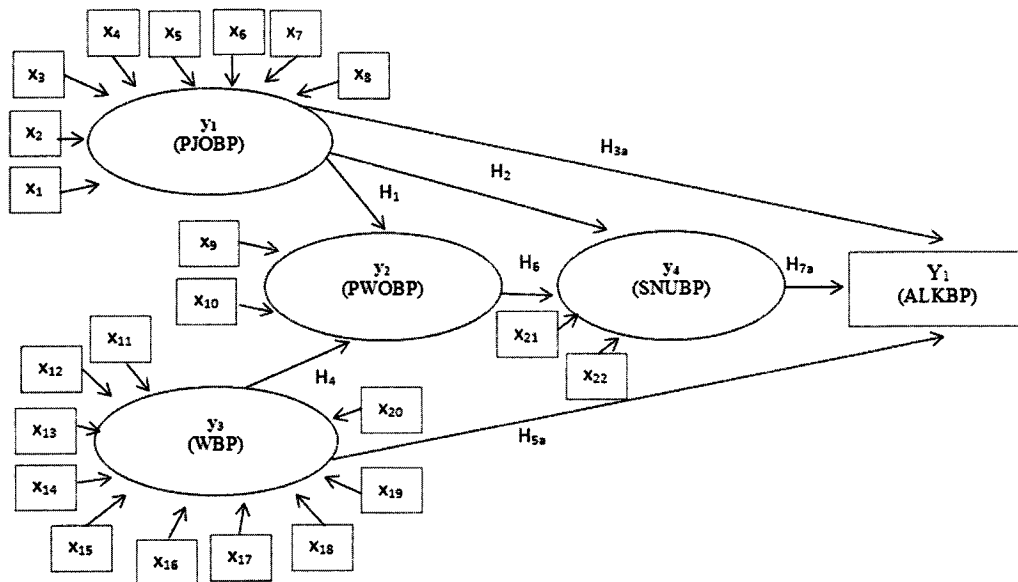 x₄
x₅
x₆
x₇
x₃
x₈
x₂
x₁
y₁
(PJOBP)
H₃ₐ
H₂
H₁
x₉
x₁₀
y₂
(PWOBP)
H₆
y₄
(SNUBP)
H₇ₐ
Y₁
(ALKBP)
x₂₁
x₂₂
x₁₁
x₁₂
H₄
x₂₀
x₁₃
y₃
(WBP)
H₅ₐ
x₁₄
x₁₉
x₁₅
x₁₆
x₁₇
x₁₈